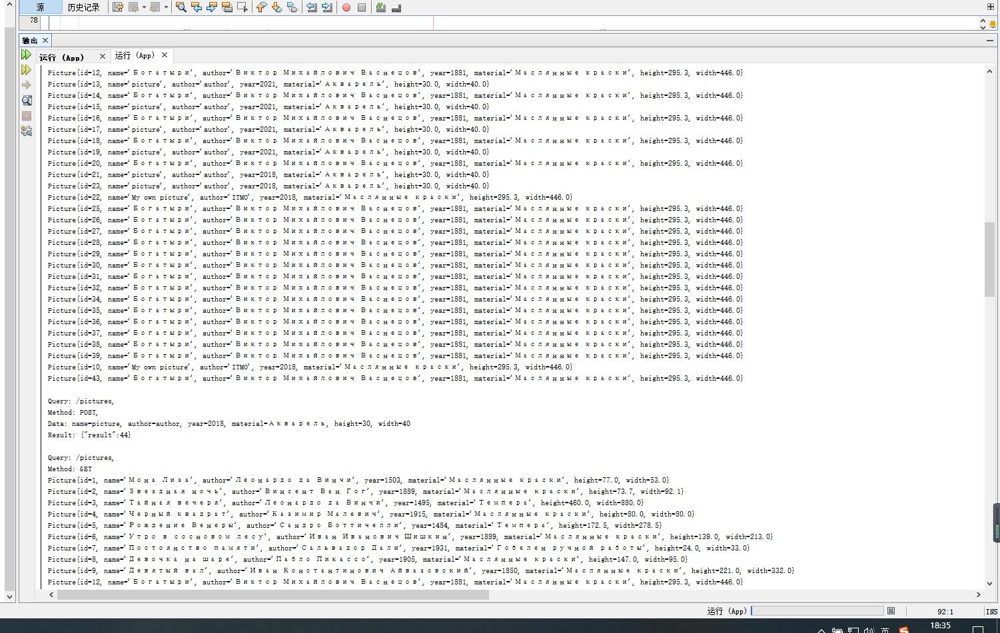 源 历史记录
78
输出
运行 (App) 运行 (App)
Picture{id=12, name='Богатыри', author='Виктор Михайлович Васнецов', year=1881, material='Маслянные краски', height=295.3, width=446.0}
Picture{id=13, name='picture', author='author', year=2021, material='Акварель', height=30.0, width=40.0}
Picture{id=14, name='Богатыри', author='Виктор Михайлович Васнецов', year=1881, material='Маслянные краски', height=295.3, width=446.0}
Picture{id=15, name='picture', author='author', year=2021, material='Акварель', height=30.0, width=40.0}
Picture{id=16, name='Богатыри', author='Виктор Михайлович Васнецов', year=1881, material='Маслянные краски', height=295.3, width=446.0}
Picture{id=17, name='picture', author='author', year=2021, material='Акварель', height=30.0, width=40.0}
Picture{id=18, name='Богатыри', author='Виктор Михайлович Васнецов', year=1881, material='Маслянные краски', height=295.3, width=446.0}
Picture{id=19, name='picture', author='author', year=2021, material='Акварель', height=30.0, width=40.0}
Picture{id=20, name='Богатыри', author='Виктор Михайлович Васнецов', year=1881, material='Маслянные краски', height=295.3, width=446.0}
Picture{id=21, name='picture', author='author', year=2018, material='Акварель', height=30.0, width=40.0}
Picture{id=23, name='picture', author='author', year=2018, material='Акварель', height=30.0, width=40.0}
Picture{id=22, name='My own picture', author='ITMO', year=2018, material='Маслянные краски', height=295.3, width=446.0}
Picture{id=25, name='Богатыри', author='Виктор Михайлович Васнецов', year=1881, material='Маслянные краски', height=295.3, width=446.0}
Picture{id=26, name='Богатыри', author='Виктор Михайлович Васнецов', year=1881, material='Маслянные краски', height=295.3, width=446.0}
Picture{id=27, name='Богатыри', author='Виктор Михайлович Васнецов', year=1881, material='Маслянные краски', height=295.3, width=446.0}
Picture{id=28, name='Богатыри', author='Виктор Михайлович Васнецов', year=1881, material='Маслянные краски', height=295.3, width=446.0}
Picture{id=29, name='Богатыри', author='Виктор Михайлович Васнецов', year=1881, material='Маслянные краски', height=295.3, width=446.0}
Picture{id=30, name='Богатыри', author='Виктор Михайлович Васнецов', year=1881, material='Маслянные краски', height=295.3, width=446.0}
Picture{id=31, name='Богатыри', author='Виктор Михайлович Васнецов', year=1881, material='Маслянные краски', height=295.3, width=446.0}
Picture{id=32, name='Богатыри', author='Виктор Михайлович Васнецов', year=1881, material='Маслянные краски', height=295.3, width=446.0}
Picture{id=34, name='Богатыри', author='Виктор Михайлович Васнецов', year=1881, material='Маслянные краски', height=295.3, width=446.0}
Picture{id=35, name='Богатыри', author='Виктор Михайлович Васнецов', year=1881, material='Маслянные краски', height=295.3, width=446.0}
Picture{id=36, name='Богатыри', author='Виктор Михайлович Васнецов', year=1881, material='Маслянные краски', height=295.3, width=446.0}
Picture{id=37, name='Богатыри', author='Виктор Михайлович Васнецов', year=1881, material='Маслянные краски', height=295.3, width=446.0}
Picture{id=38, name='Богатыри', author='Виктор Михайлович Васнецов', year=1881, material='Маслянные краски', height=295.3, width=446.0}
Picture{id=39, name='Богатыри', author='Виктор Михайлович Васнецов', year=1881, material='Маслянные краски', height=295.3, width=446.0}
Picture{id=10, name='My own picture', author='ITMO', year=2018, material='Маслянные краски', height=295.3, width=446.0}
Picture{id=43, name='Богатыри', author='Виктор Михайлович Васнецов', year=1881, material='Маслянные краски', height=295.3, width=446.0}
Query: /pictures,
Method: POST,
Data: name=picture, author=author, year=2018, material=Акварель, height=30, width=40
Result: {"result":44}
Query: /pictures,
Method: GET
Picture{id=1, name='Мона Лиза', author='Леонардо да Винчи', year=1503, material='Маслянные краски', height=77.0, width=53.0}
Picture{id=2, name='Звездная ночь', author='Винсент Ван Гог', year=1889, material='Маслянные краски', height=73.7, width=92.1}
Picture{id=3, name='Тайная вечеря', author='Леонардо да Винчи', year=1495, material='Темпера', height=460.0, width=880.0}
Picture{id=4, name='Черный квадрат', author='Казимир Малевич', year=1915, material='Маслянные краски', height=80.0, width=80.0}
Picture{id=5, name='Рождение Венеры', author='Сандро Боттичелли', year=1484, material='Темпера', height=172.5, width=278.5}
Picture{id=6, name='Утро в сосновом лесу', author='Иван Иванович Шишкин', year=1889, material='Маслянные краски', height=139.0, width=213.0}
Picture{id=7, name='Постоянство памяти', author='Сальвадор Дали', year=1931, material='Гобелен ручной работы', height=24.0, width=33.0}
Picture{id=8, name='Девочка на шаре', author='Пабло Пикассо', year=1905, material='Маслянные краски', height=147.0, width=95.0}
Picture{id=9, name='Девятый вал', author='Иван Константинович Айвазовский', year=1850, material='Маслянные краски', height=221.0, width=332.0}
Picture{id=12, name='Богатыри', author='Виктор Михайлович Васнецов', year=1881, material='Маслянные краски', height=295.3, width=446.0}
运行 (App) 92:1 INS
英 18:35